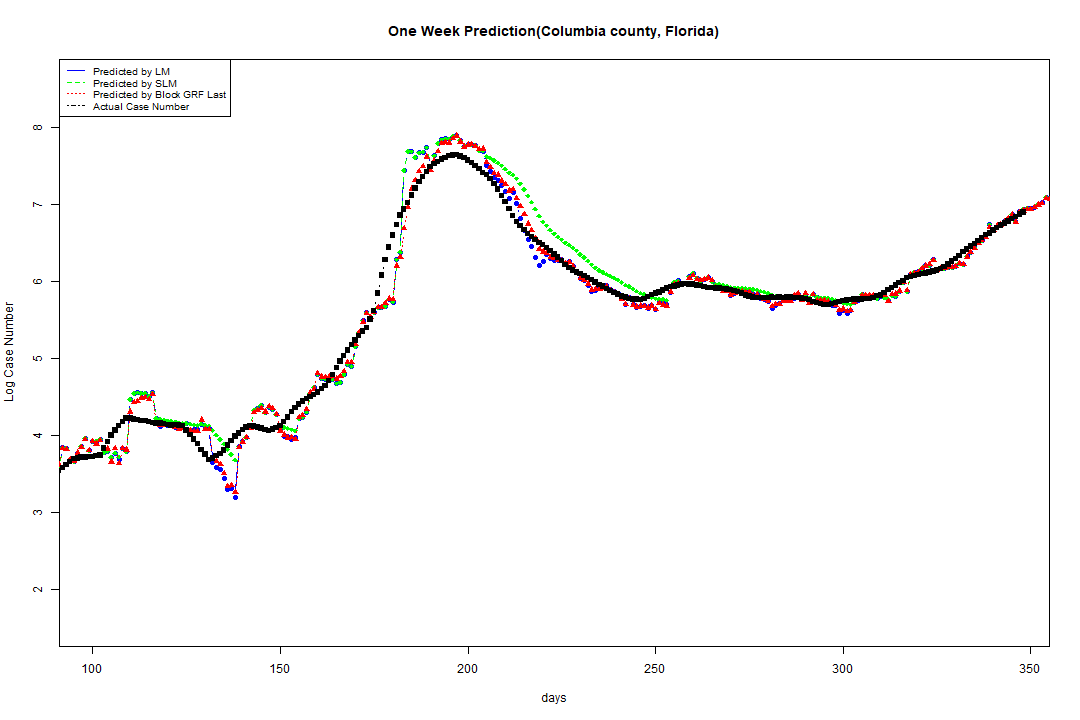 One Week Prediction(Columbia county, Florida)
Predicted by LM
Predicted by SLM
Predicted by Block GRF Last
Actual Case Number
Log Case Number
8
7
6
5
4
3
2
100 150 200 250 300 350
days